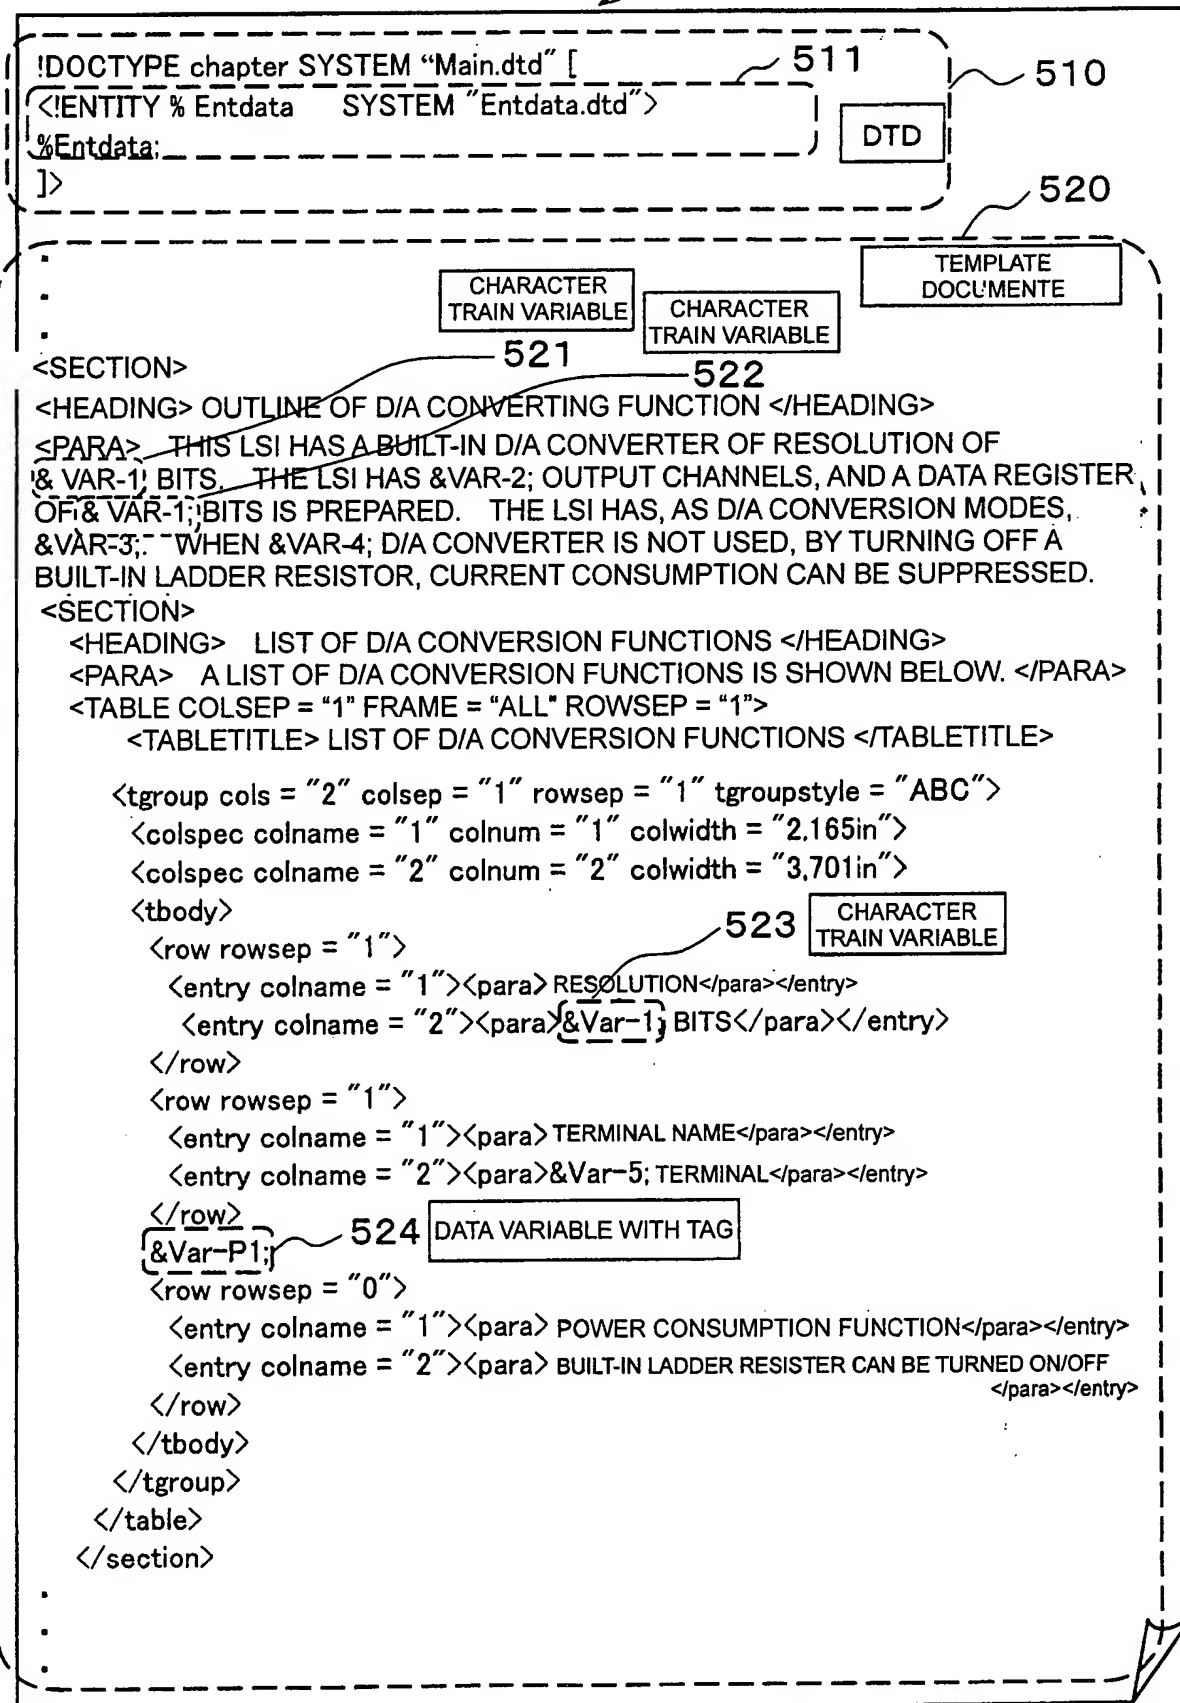 !DOCTYPE chapter SYSTEM “Main.dtd” [
511
510
<!ENTITY % Entdata SYSTEM "Entdata.dtd">
%Entdata;
DTD
]>
520
TEMPLATE
DOCUMENTE
CHARACTER
TRAIN VARIABLE
CHARACTER
TRAIN VARIABLE
521
522
<SECTION>
<HEADING> OUTLINE OF D/A CONVERTING FUNCTION </HEADING>
<PARA> THIS LSI HAS A BUILT-IN D/A CONVERTER OF RESOLUTION OF
& VAR-1; BITS. THE LSI HAS &VAR-2; OUTPUT CHANNELS, AND A DATA REGISTER
OF & VAR-1; BITS IS PREPARED. THE LSI HAS, AS D/A CONVERSION MODES,
&VAR-3;. WHEN &VAR-4; D/A CONVERTER IS NOT USED, BY TURNING OFF A
BUILT-IN LADDER RESISTOR, CURRENT CONSUMPTION CAN BE SUPPRESSED.
<SECTION>
<HEADING> LIST OF D/A CONVERSION FUNCTIONS </HEADING>
<PARA> A LIST OF D/A CONVERSION FUNCTIONS IS SHOWN BELOW. </PARA>
<TABLE COLSEP = “1” FRAME = “ALL” ROWSEP = “1”>
<TABLETITLE> LIST OF D/A CONVERSION FUNCTIONS </TABLETITLE>
<tgroup cols = "2" colsep = "1" rowsep = "1" tgroupstyle = "ABC">
<colspec colname = "1" colnum = "1" colwidth = "2.165in">
<colspec colname = "2" colnum = "2" colwidth = "3.701in">
<tbody>
523
CHARACTER
TRAIN VARIABLE
<row rowsep = "1">
<entry colname = "1"><para> RESOLUTION</para></entry>
<entry colname = "2"><para>&Var-1; BITS</para></entry>
</row>
<row rowsep = "1">
<entry colname = "1"><para> TERMINAL NAME</para></entry>
<entry colname = "2"><para>&Var-5; TERMINAL</para></entry>
</row>
&Var-P1;
524
DATA VARIABLE WITH TAG
<row rowsep = "0">
<entry colname = "1"><para> POWER CONSUMPTION FUNCTION</para></entry>
<entry colname = "2"><para> BUILT-IN LADDER RESISTER CAN BE TURNED ON/OFF
</para></entry>
</row>
</tbody>
</tgroup>
</table>
</section>